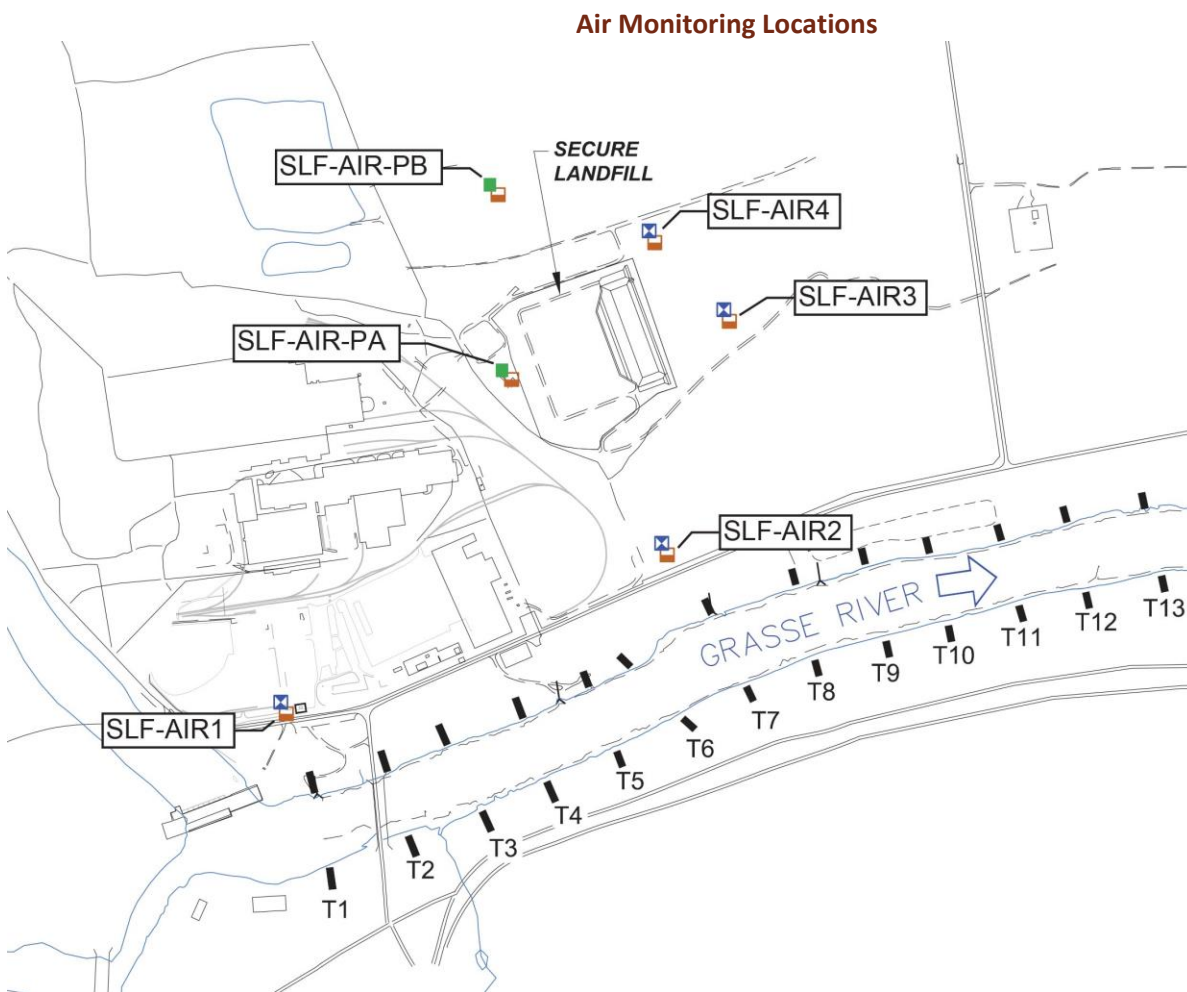 Air Monitoring Locations
SLF-AIR-PB
SECURE
LANDFILL
SLF-AIR4
SLF-AIR3
SLF-AIR-PA
SLF-AIR2
GRASSE RIVER
SLF-AIR1
T13
T12
T11
T10
T9
T8
T7
T6
T5
T4
T3
T2
T1